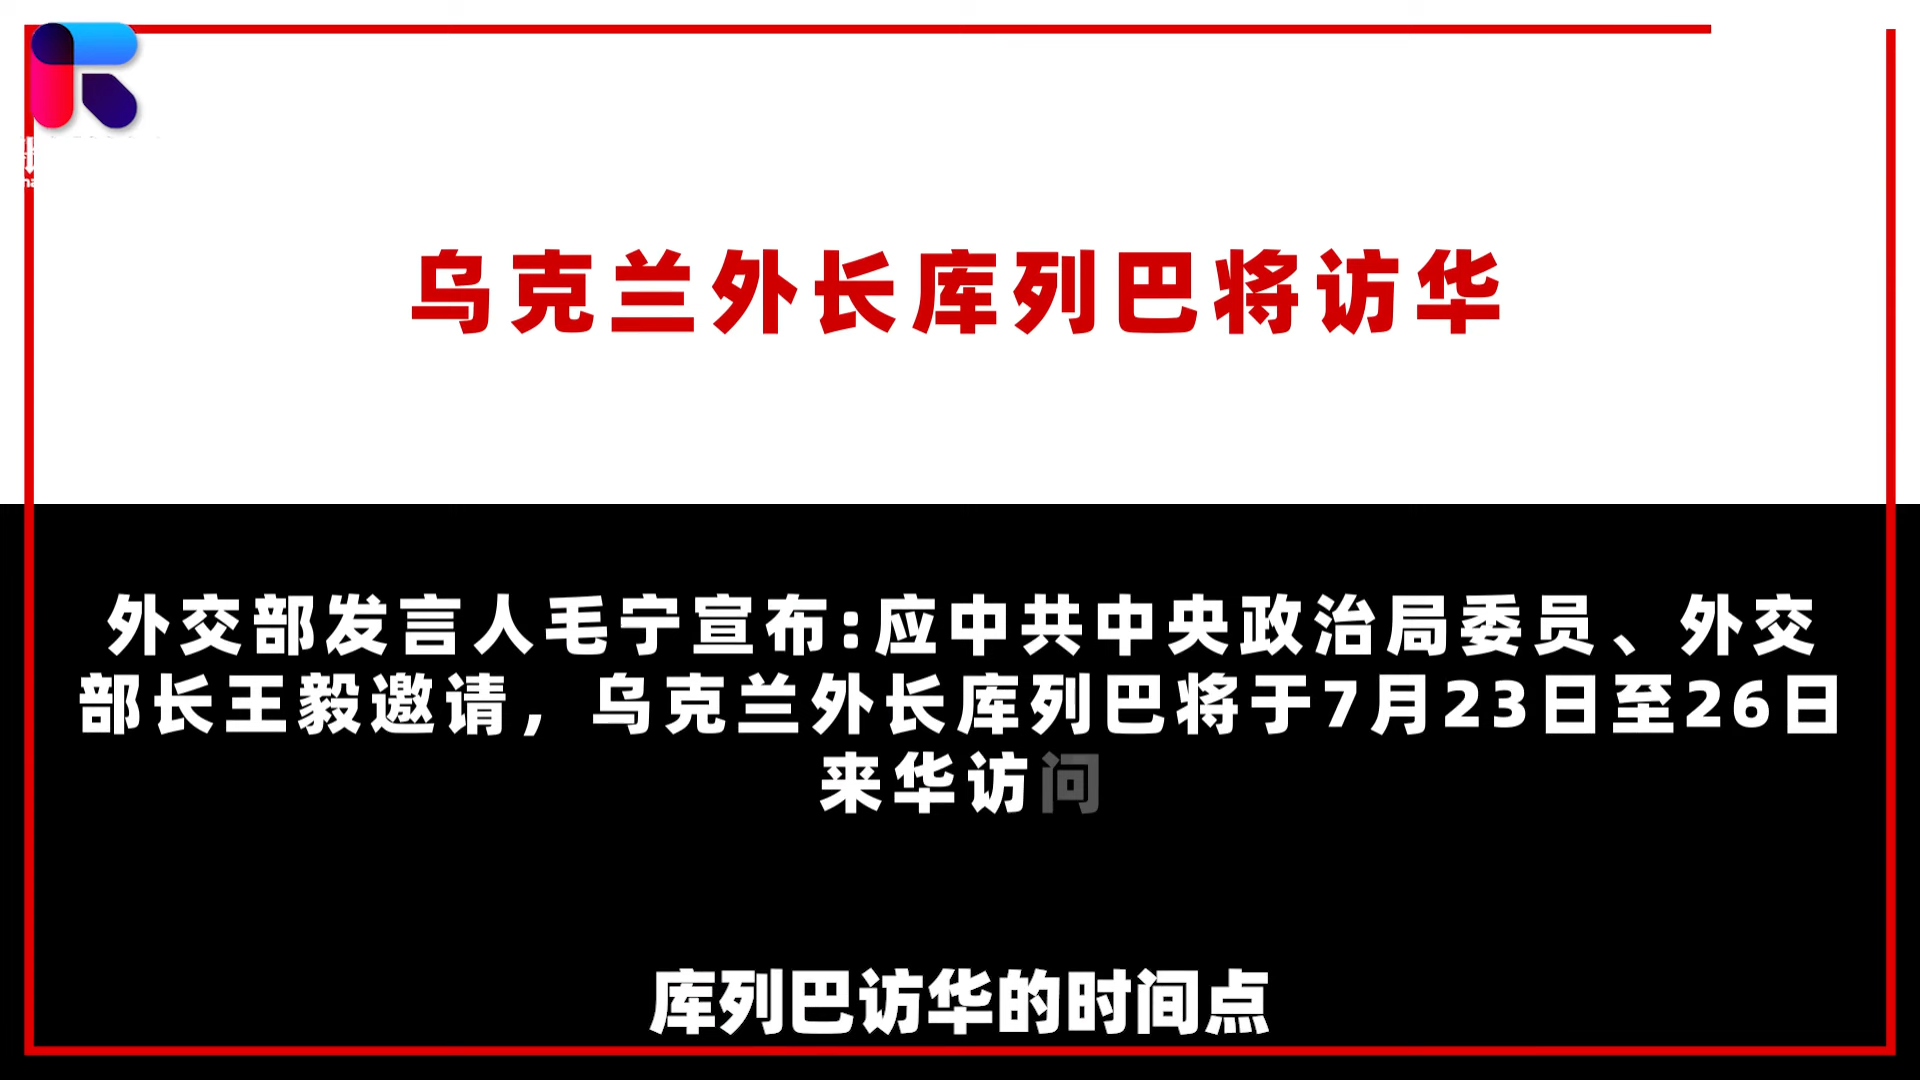 乌克兰外长库列巴将访华
外交部发言人毛宁宣布:应中共中央政治局委员、外交
部长王毅邀请，乌克兰外长库列巴将于7月23日至26日
来华访问
库列巴访华的时间点